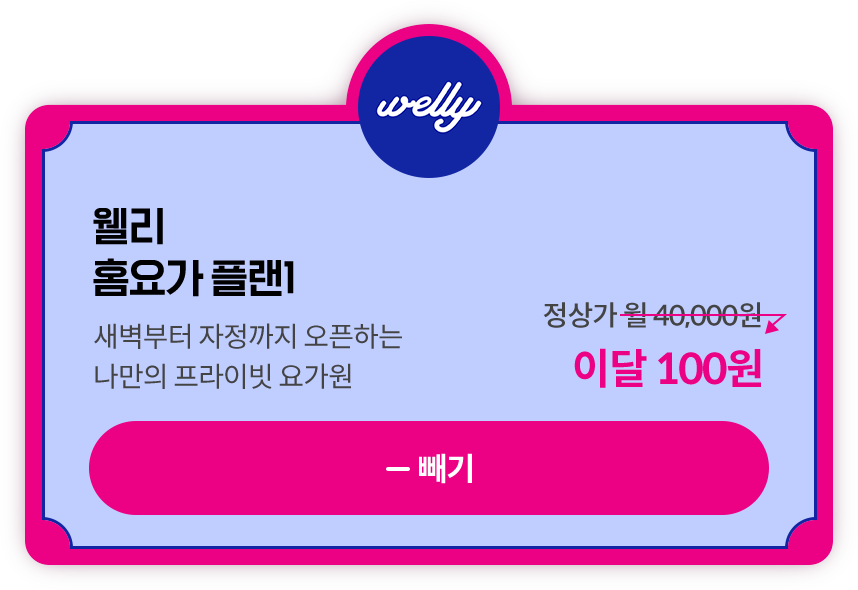 welly
웰리
홈요가 플랜1
새벽부터 자정까지 오픈하는
나만의 프라이빗 요가원
정상가 월 40,000원
이달 100원
– 빼기